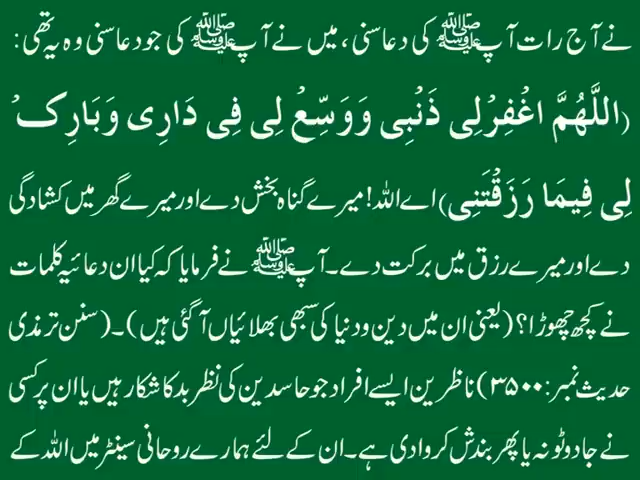 نے آج رات آپ ﷺ کی دعا سنی، میں نے آپ ﷺ کی جو دعا سنی وہ یہ تھی:
(اللَّهُمَّ اغْفِرْ لِی ذَنْبِی وَوَسِّعْ لِی فِی دَارِی وَبَارِکْ
لِی فِیمَا رَزَقْتَنِی) اے اللہ! میرے گناہ بخش دے اور میرے گھر میں کشادگی
دے اور میرے رزق میں برکت دے۔ آپ ﷺ نے فرمایا کہ کیا ان دعائیہ کلمات
نے کچھ چھوڑا؟ (یعنی ان میں دین و دنیا کی سبھی بھلائیاں آ گئی ہیں)۔ (سنن ترمذی
حدیث نمبر: ۳۵۰۰) ناظرین ایسے افراد جو حاسدین کی نظر بد کا شکار ہیں یا ان پر کسی
نے جادو ٹونہ یا پھر بندش کروا دی ہے۔ ان کے لئے ہمارے روحانی سینٹر میں اللہ کے